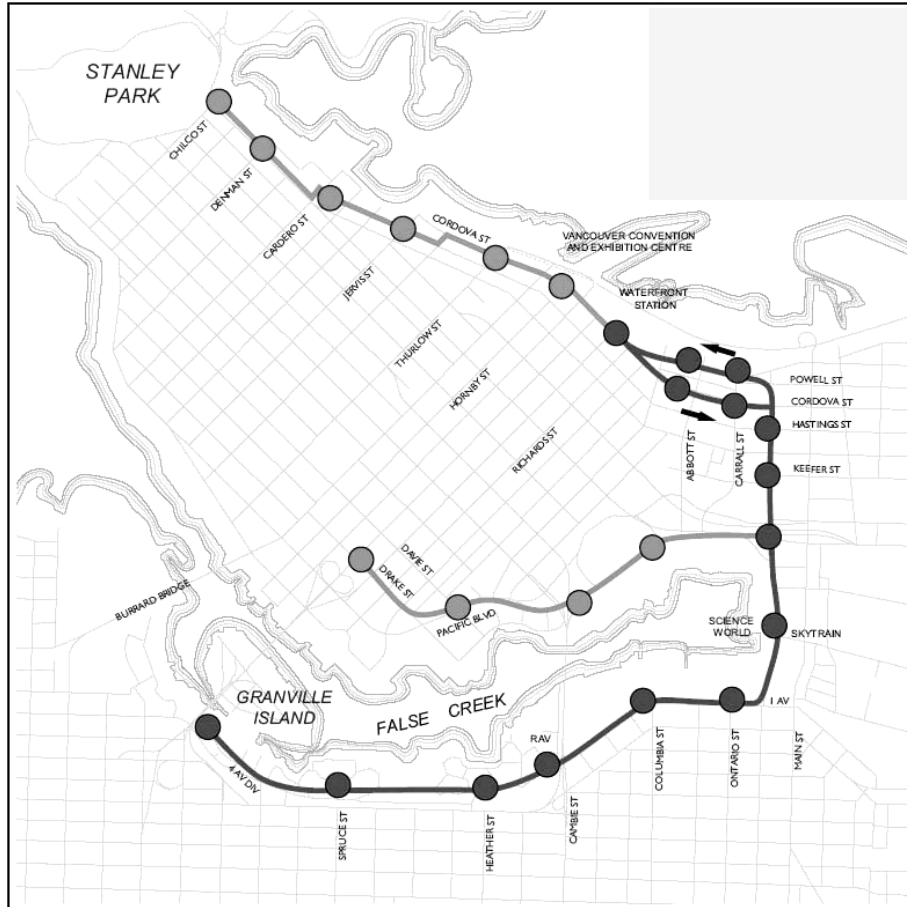 STANLEY
PARK
CHILCO ST
DENMAN ST
CARDERO ST
CORDOVA ST
JERVIS ST
VANCOUVER CONVENTION
AND EXHIBITION CENTRE
WATERFRONT
STATION
THURLOW ST
HORNBY ST
POWELL ST
CORDOVA ST
HASTINGS ST
RICHARDS ST
ABBOTT ST
CARRALL ST
KEEFER ST
DAVIE ST
DRAKE ST
BURRARD BRIDGE
PACIFIC BLVD
SCIENCE
WORLD
SKYTRAIN
GRANVILLE
ISLAND
FALSE CREEK
1 AV
RAV
COLUMBIA ST
ONTARIO ST
MAIN ST
4 AV DIV
SPRUCE ST
HEATHER ST
CAMBIE ST